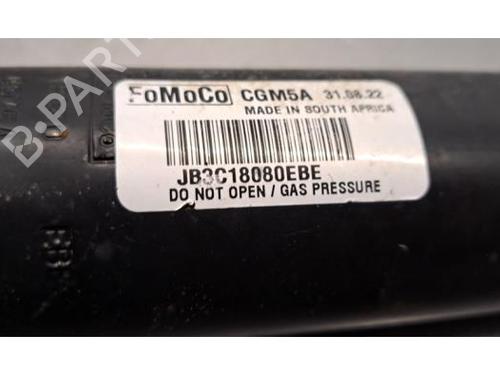 FoMoCo CGM5A 31.08.22
MADE IN SOUTH AFRICA
JB3C18080EBE
DO NOT OPEN / GAS PRESSURE
B-PARTS